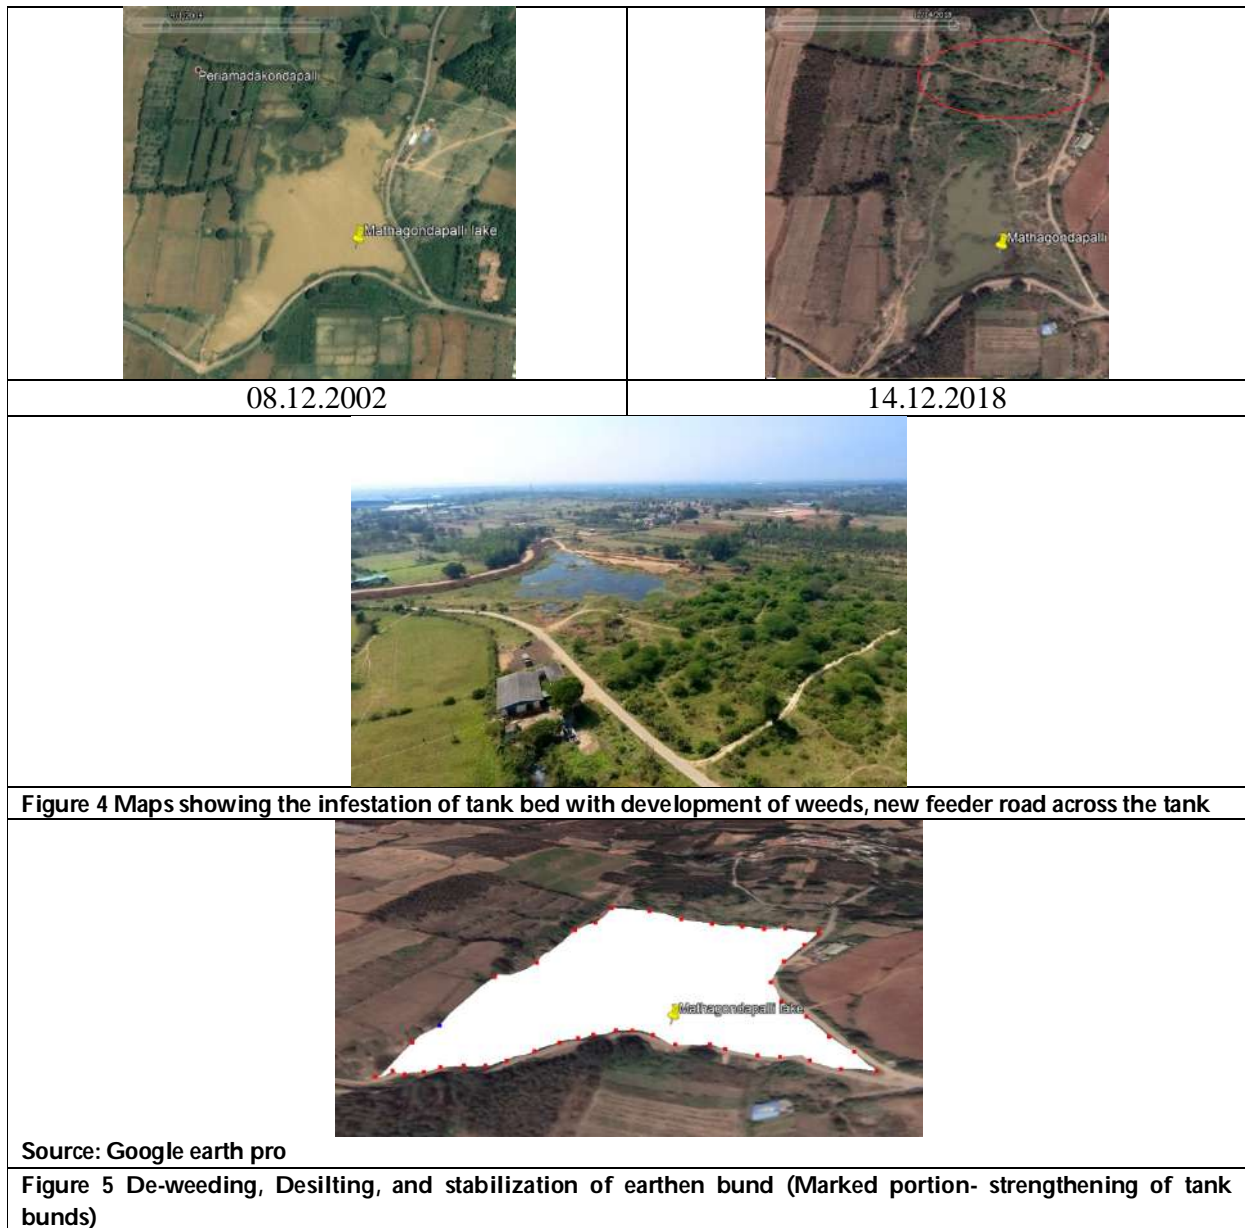 Periamadakondapalli
Mathagondapalli lake
Mathagondapalli
08.12.2002
14.12.2018
Figure 4 Maps showing the infestation of tank bed with development of weeds, new feeder road across the tank
Mathagondapalli lake
Source: Google earth pro
Figure 5 De-weeding, Desilting, and stabilization of earthen bund (Marked portion- strengthening of tank
bunds)